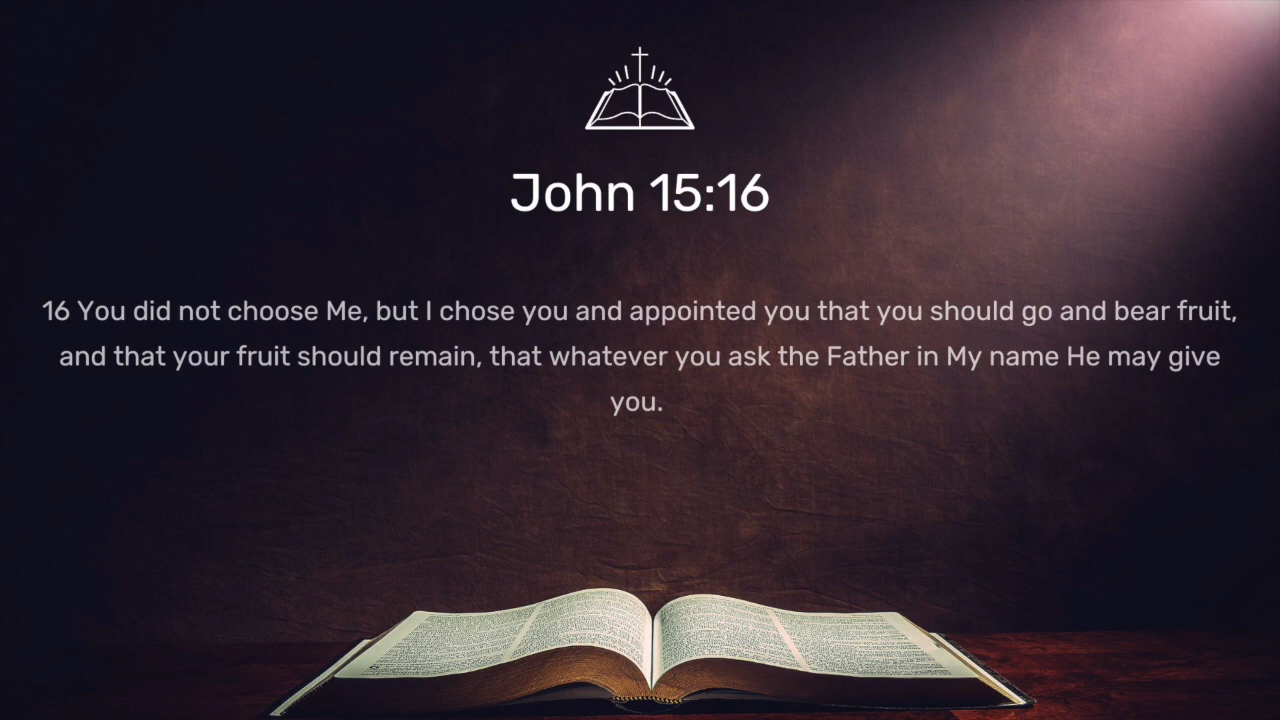 John 15:16
16 You did not choose Me, but I chose you and appointed you that you should go and bear fruit,
and that your fruit should remain, that whatever you ask the Father in My name He may give
you.